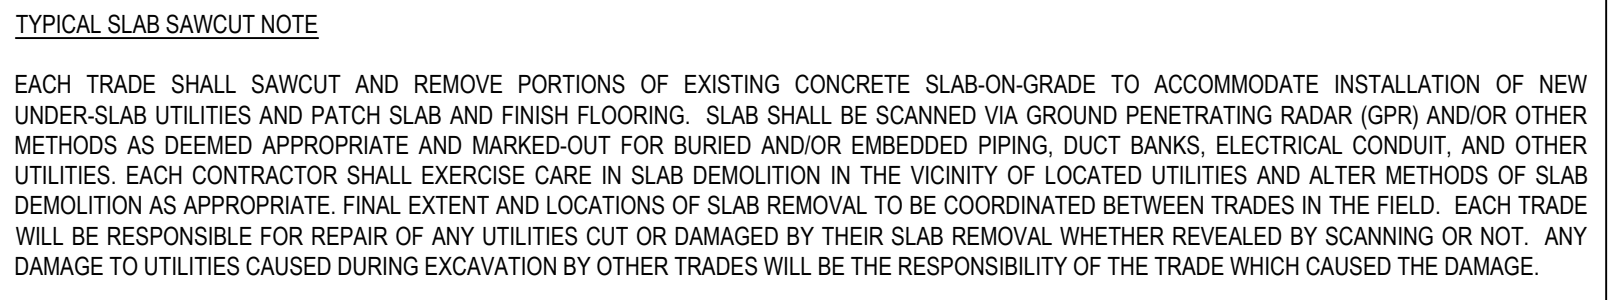 TYPICAL SLAB SAWCUT NOTE
EACH TRADE SHALL SAWCUT AND REMOVE PORTIONS OF EXISTING CONCRETE SLAB-ON-GRADE TO ACCOMMODATE INSTALLATION OF NEW
UNDER-SLAB UTILITIES AND PATCH SLAB AND FINISH FLOORING. SLAB SHALL BE SCANNED VIA GROUND PENETRATING RADAR (GPR) AND/OR OTHER
METHODS AS DEEMED APPROPRIATE AND MARKED-OUT FOR BURIED AND/OR EMBEDDED PIPING, DUCT BANKS, ELECTRICAL CONDUIT, AND OTHER
UTILITIES. EACH CONTRACTOR SHALL EXERCISE CARE IN SLAB DEMOLITION IN THE VICINITY OF LOCATED UTILITIES AND ALTER METHODS OF SLAB
DEMOLITION AS APPROPRIATE. FINAL EXTENT AND LOCATIONS OF SLAB REMOVAL TO BE COORDINATED BETWEEN TRADES IN THE FIELD. EACH TRADE
WILL BE RESPONSIBLE FOR REPAIR OF ANY UTILITIES CUT OR DAMAGED BY THEIR SLAB REMOVAL WHETHER REVEALED BY SCANNING OR NOT. ANY
DAMAGE TO UTILITIES CAUSED DURING EXCAVATION BY OTHER TRADES WILL BE THE RESPONSIBILITY OF THE TRADE WHICH CAUSED THE DAMAGE.